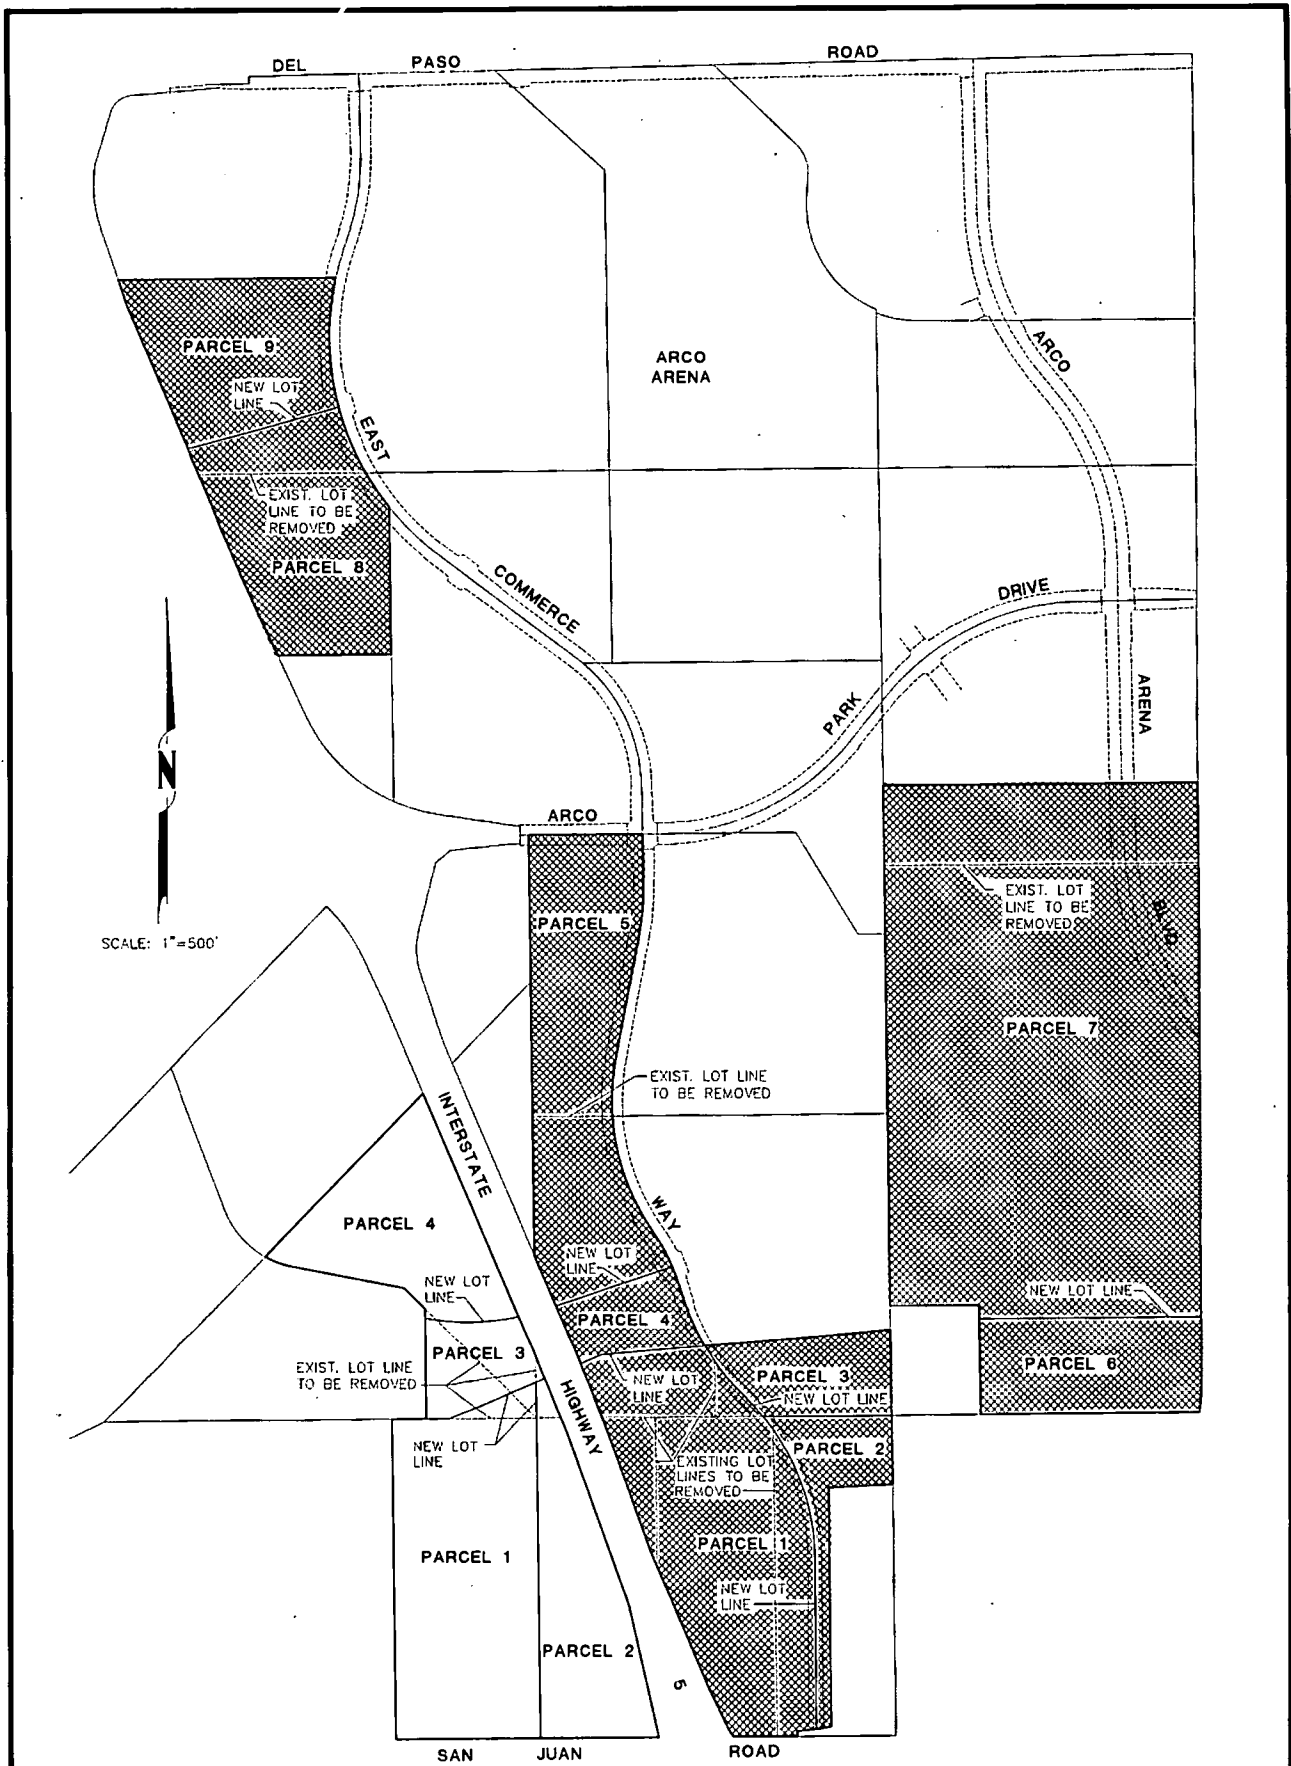 DEL PASO ROAD
PARCEL 9
NEW LOT
LINE
EAST
ARCO
ARENA
ARCO
EXIST. LOT
LINE TO BE
REMOVED
PARCEL 8
COMMERCE
DRIVE
PARK
ARENA
N
ARCO
SCALE: 1"=500'
PARCEL 5
EXIST. LOT
LINE TO BE
REMOVED
BLVD
PARCEL 7
EXIST. LOT LINE
TO BE REMOVED
INTERSTATE
PARCEL 4
WAY
NEW LOT
LINE
NEW LOT
LINE
NEW LOT LINE
PARCEL 4
PARCEL 3
EXIST. LOT LINE
TO BE REMOVED
HIGHWAY
NEW LOT
LINE
PARCEL 3
NEW LOT LINE
PARCEL 6
NEW LOT
LINE
EXISTING LOT
LINES TO BE
REMOVED
PARCEL 2
PARCEL 1
PARCEL 1
NEW LOT
LINE
PARCEL 2
5
SAN JUAN ROAD